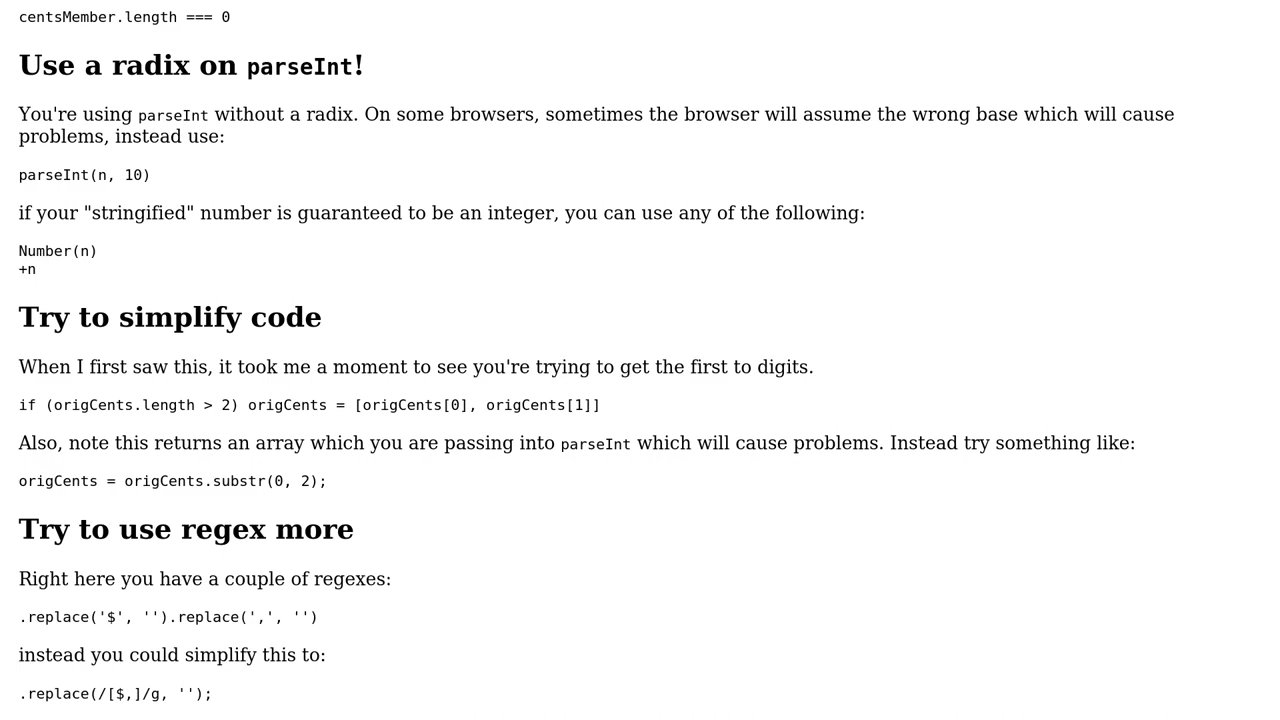 centsMember.length === 0
Use a radix on parseInt!
You're using parseInt without a radix. On some browsers, sometimes the browser will assume the wrong base which will cause
problems, instead use:
parseInt(n, 10)
if your "stringified" number is guaranteed to be an integer, you can use any of the following:
Number(n)
+n
Try to simplify code
When I first saw this, it took me a moment to see you're trying to get the first to digits.
if (origCents.length > 2) origCents = [origCents[0], origCents[1]]
Also, note this returns an array which you are passing into parseInt which will cause problems. Instead try something like:
origCents = origCents.substr(0, 2);
Try to use regex more
Right here you have a couple of regexes:
.replace('$', '').replace(',', '')
instead you could simplify this to:
.replace(/[$,]/g, '');